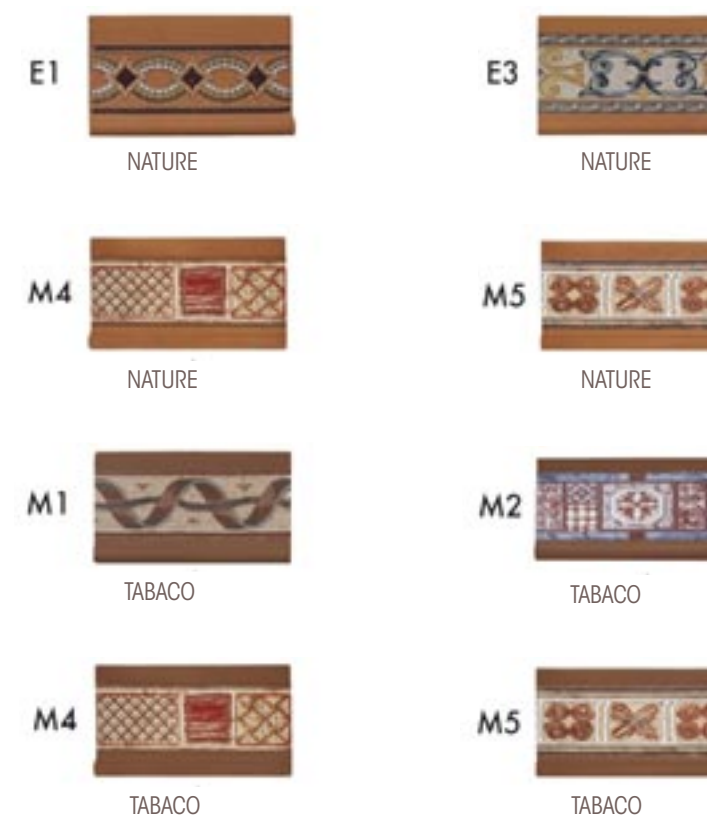 E1
E3
NATURE
NATURE
M4
M5
NATURE
NATURE
M1
M2
TABACO
TABACO
M4
M5
TABACO
TABACO